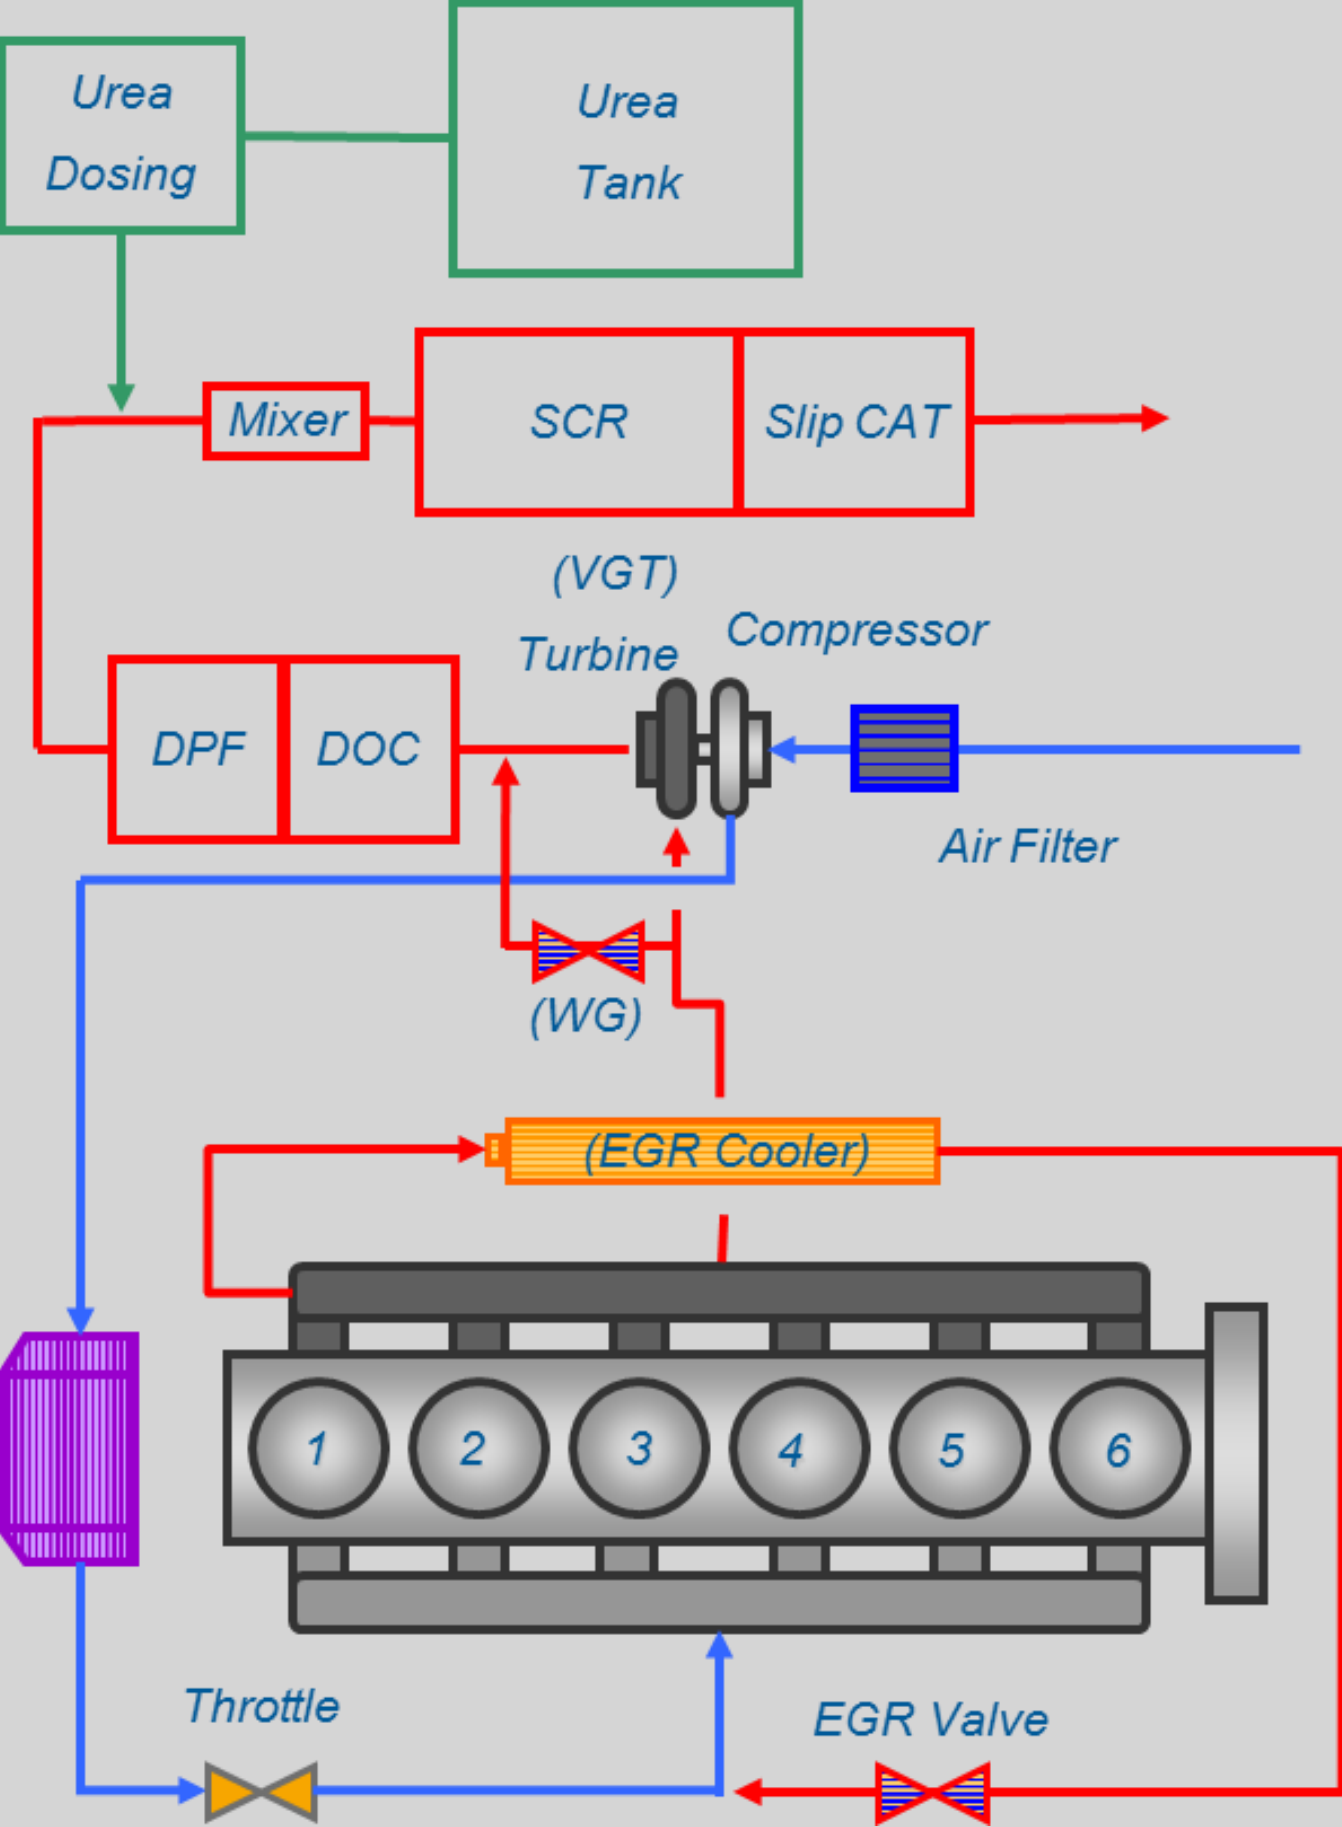 Urea
Dosing
Urea
Tank
Mixer
SCR
Slip CAT
(VGT)
Turbine
Compressor
DPF
DOC
Air Filter
(WG)
(EGR Cooler)
1
2
3
4
5
6
Throttle
EGR Valve